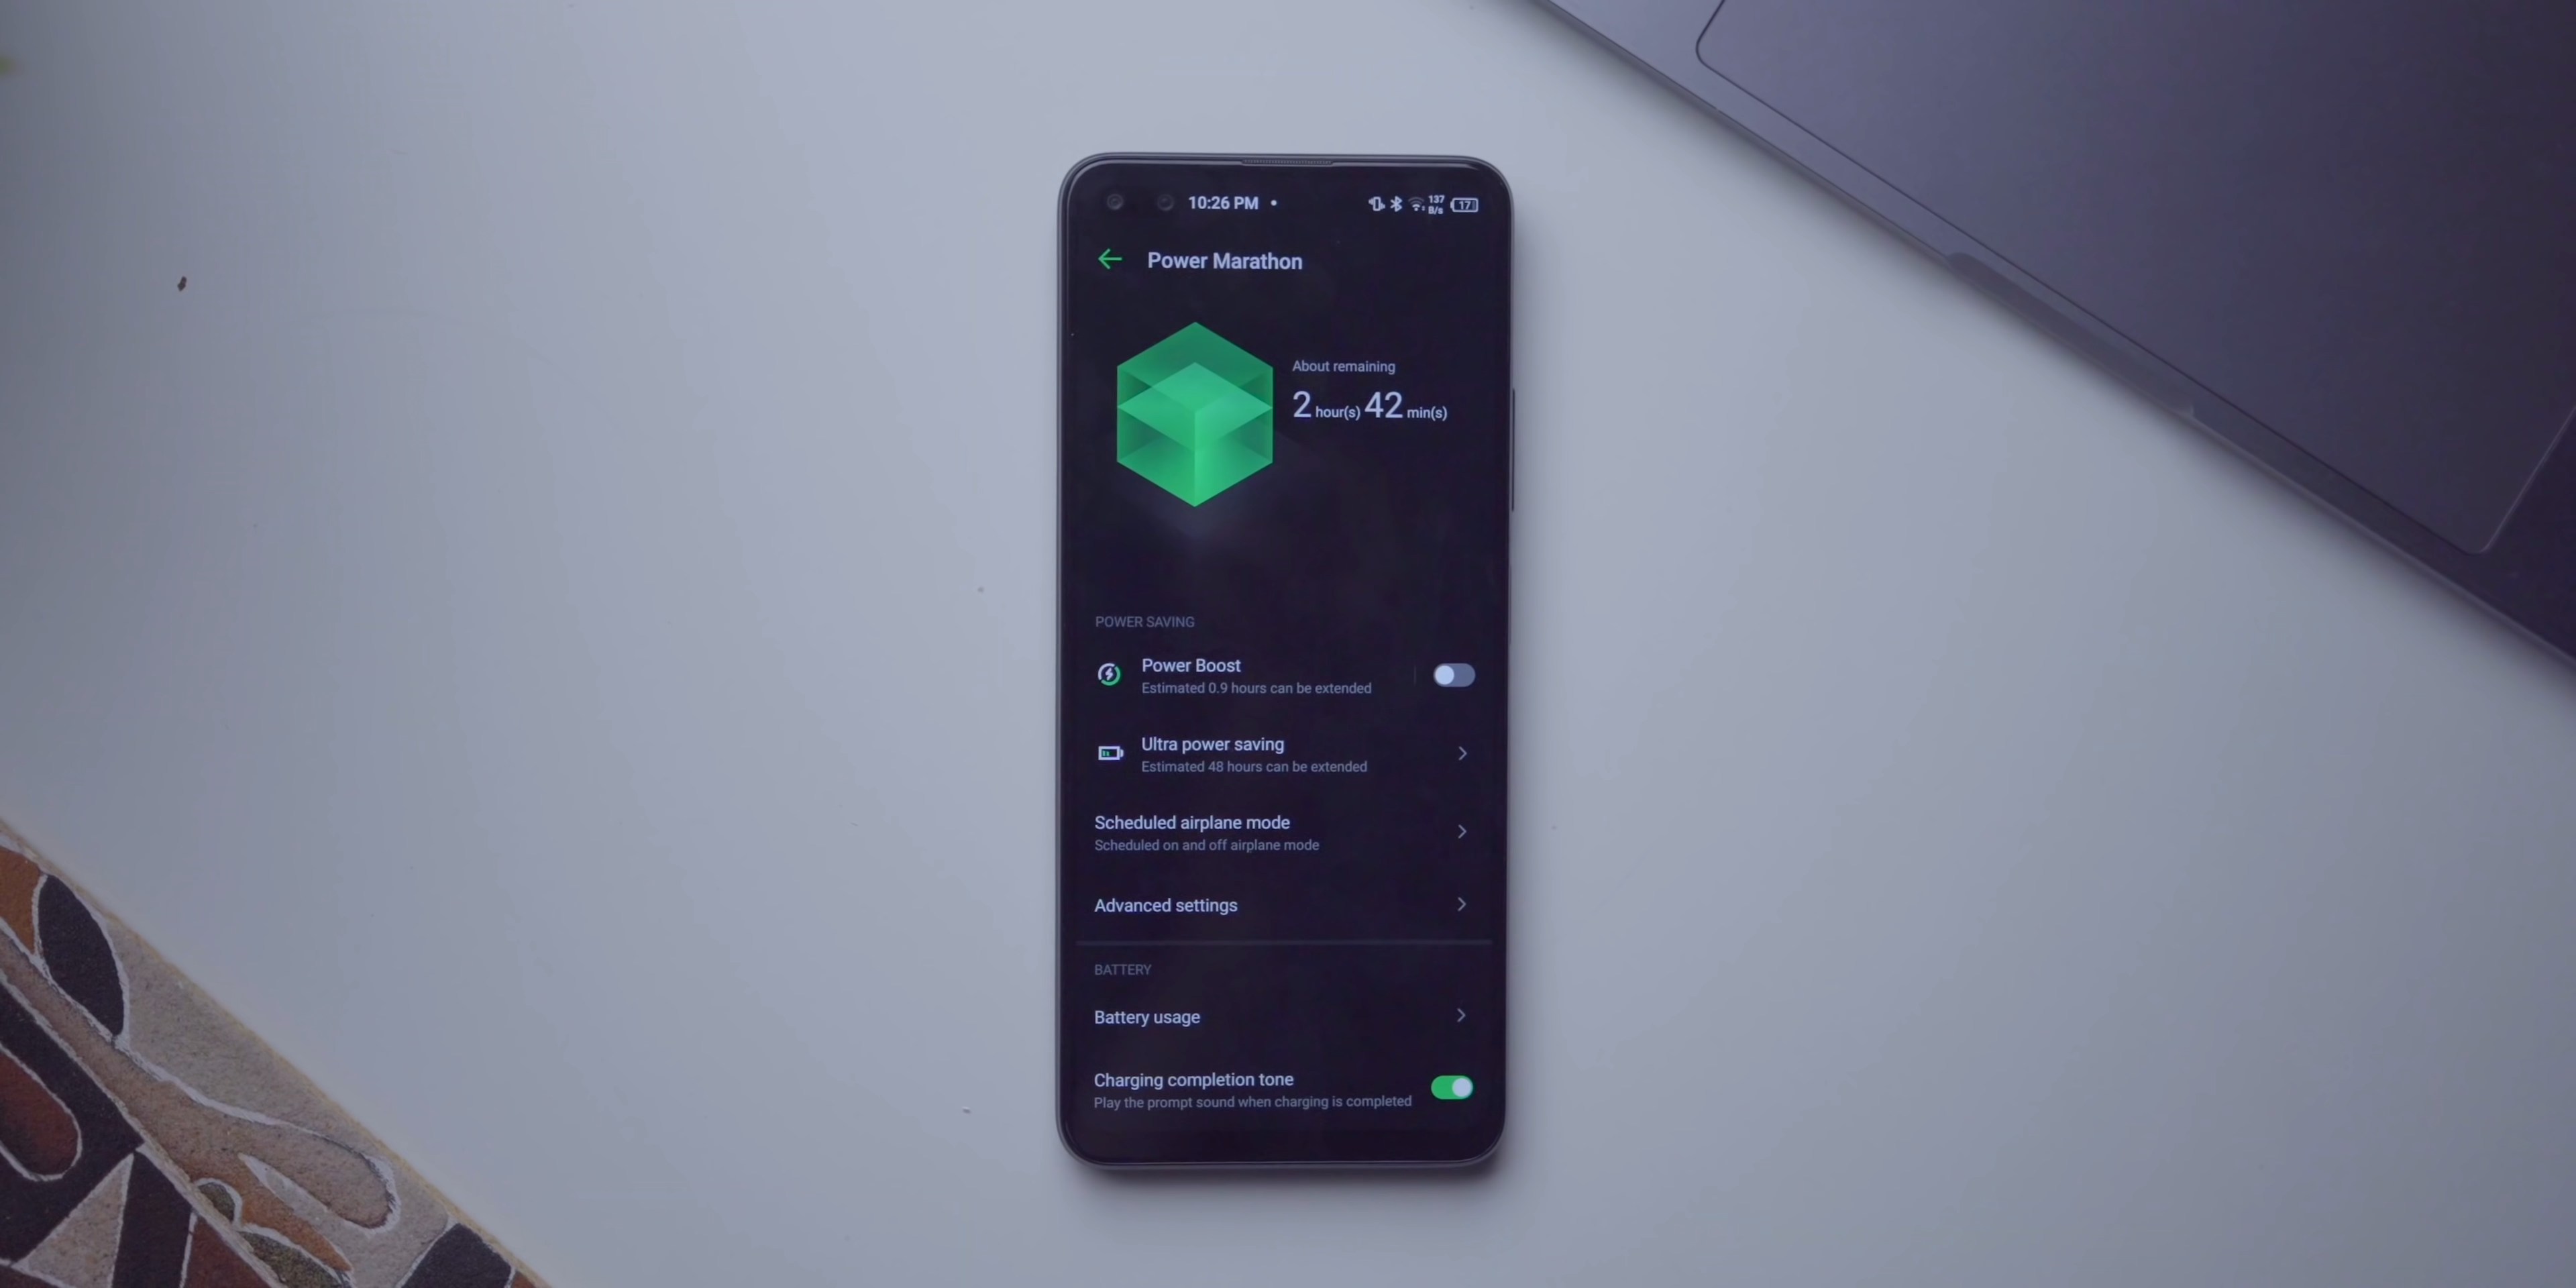 10:26 PM •
137
B/s
17
Power Marathon
About remaining
2 hour(s) 42 min(s)
POWER SAVING
Power Boost
Estimated 0.9 hours can be extended
Ultra power saving
Estimated 48 hours can be extended
Scheduled airplane mode
Scheduled on and off airplane mode
Advanced settings
BATTERY
Battery usage
Charging completion tone
Play the prompt sound when charging is completed